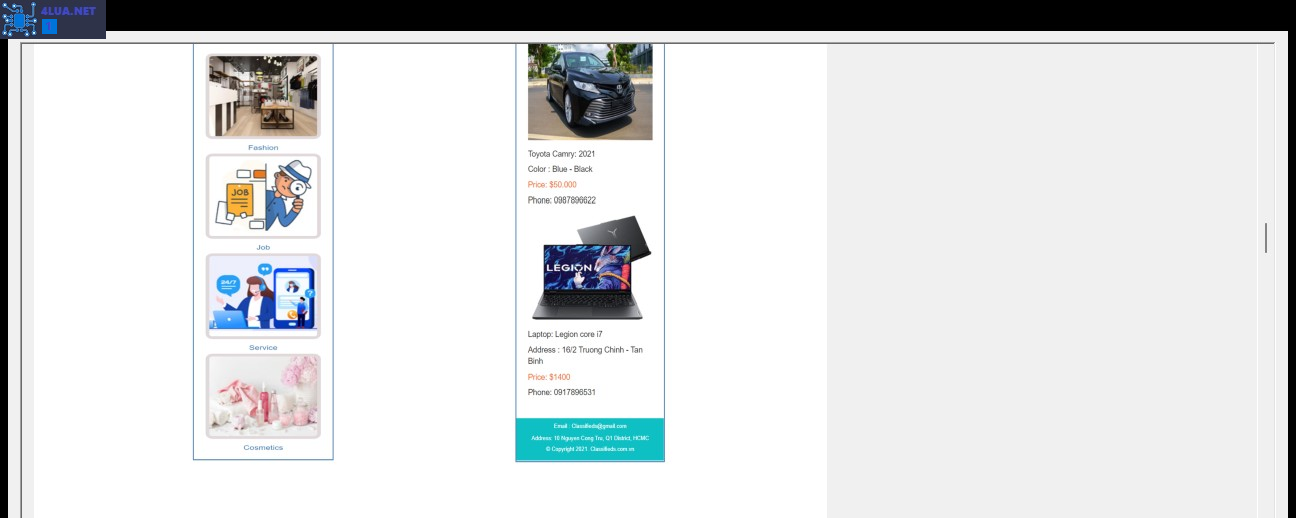 4LUA.NET
1
Fashion
JOB
Job
24/7
Service
Cosmetics
Toyota Camry: 2021
Color : Blue - Black
Price: $50.000
Phone: 0987896622
LEGION
Laptop: Legion core i7
Address : 16/2 Truong Chinh - Tan
Binh
Price: $1400
Phone: 0917896531
Email : Classifieds@gmail.com
Address: 18 Nguyen Cong Tru, Q1 District, HCMC
© Copyright 2021. Classifieds.com.vn